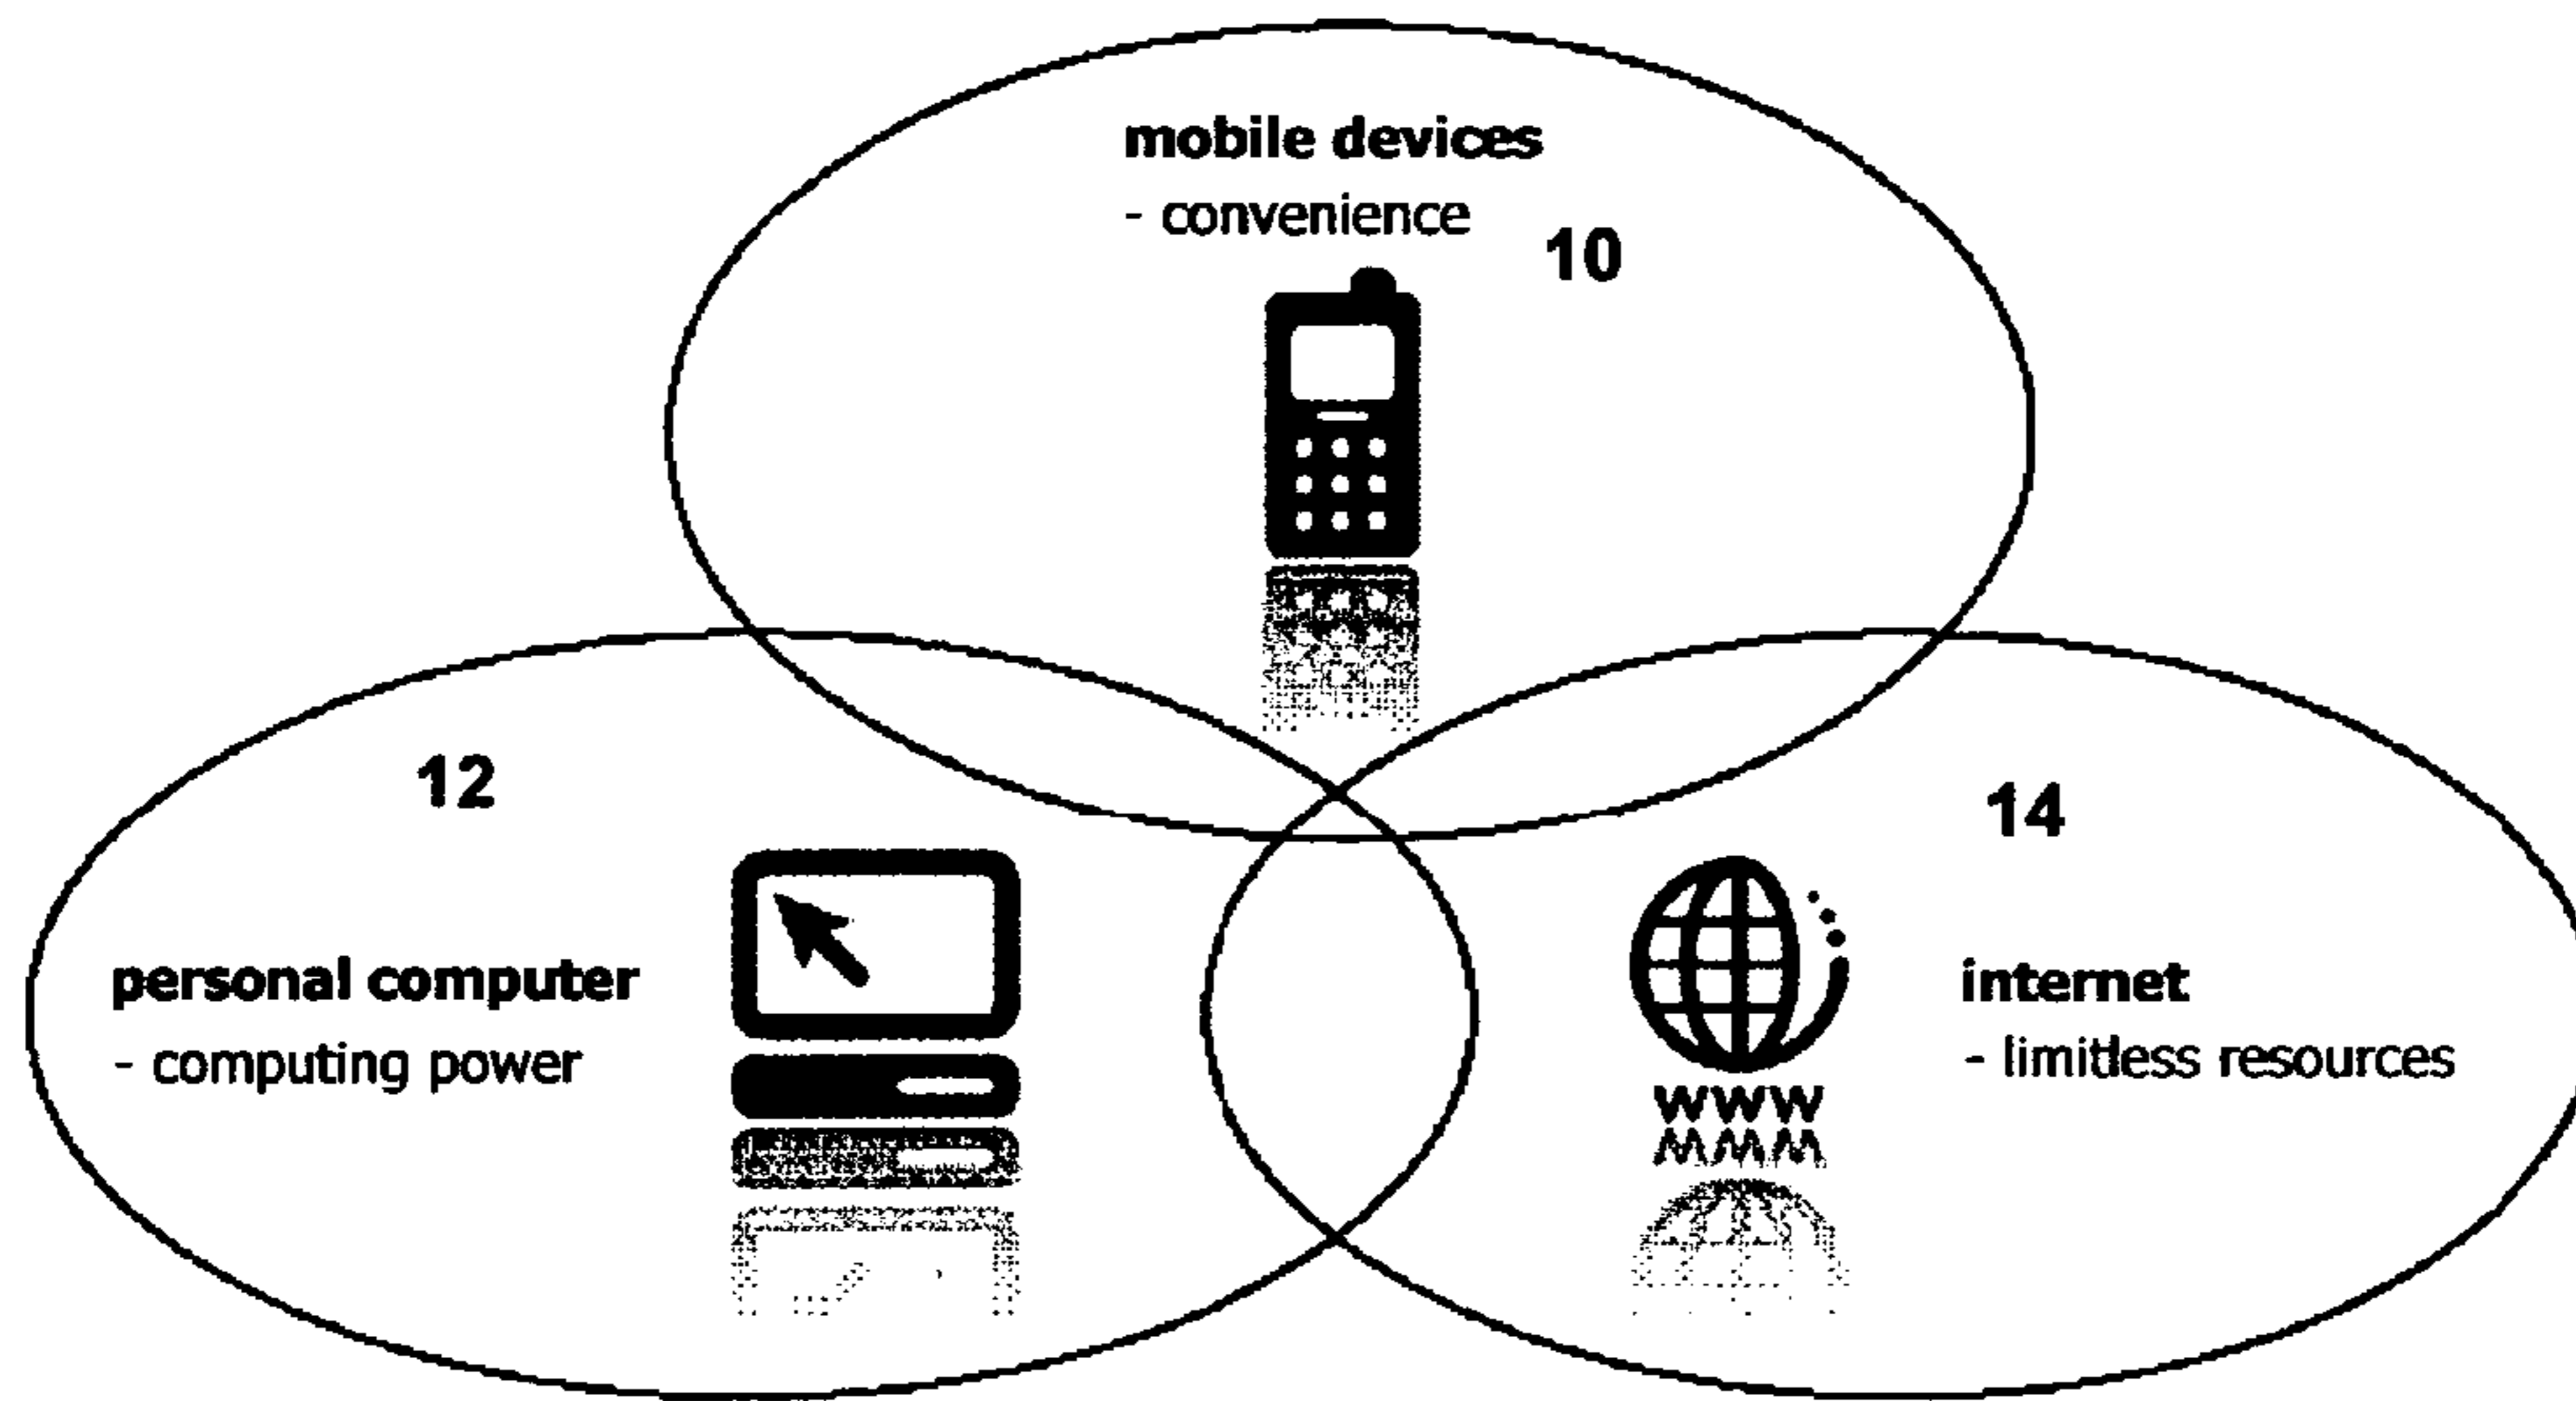 mobile devices
- convenience
10
12
14
personal computer
- computing power
internet
- limitless resources
www